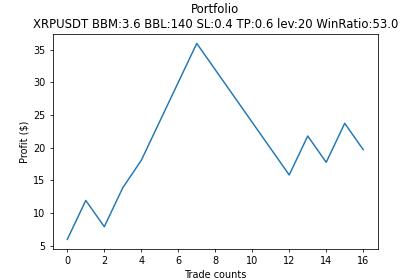 Portfolio
XRPUSDT BBM:3.6 BBL:140 SL:0.4 TP:0.6 lev:20 WinRatio:53.0
35
30
25
20
15
10
5
Profit ($)
0 2 4 6 8 10 12 14 16
Trade counts